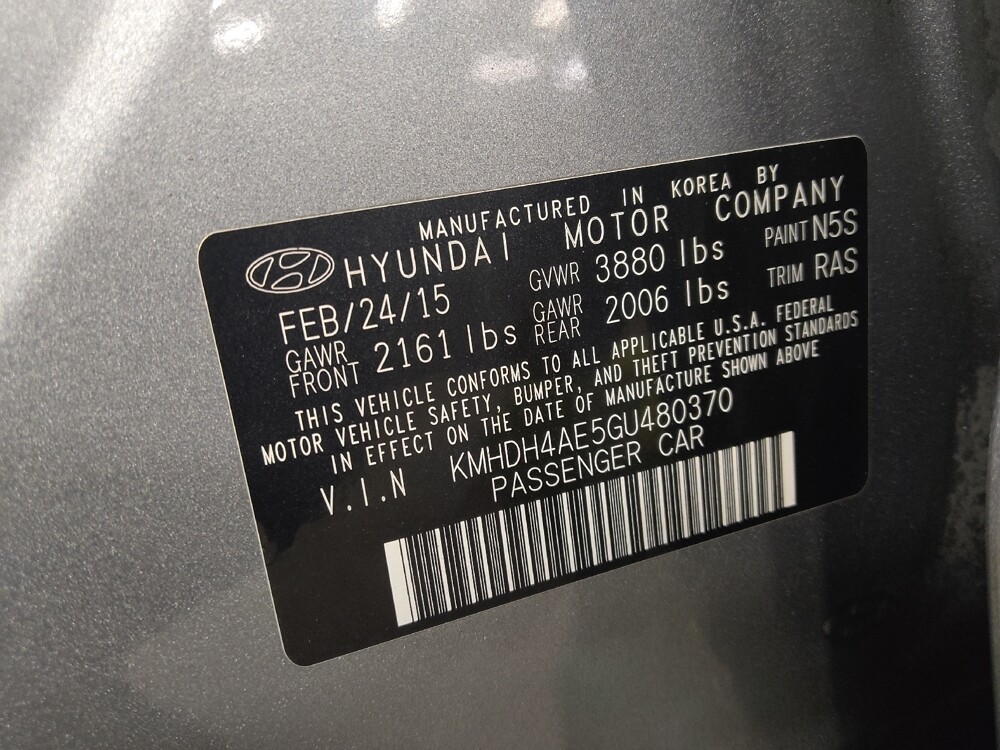 MANUFACTURED IN KOREA BY
HYUNDAI MOTOR COMPANY
FEB/24/15 GVWR 3880 lbs PAINT N5S
GAWR FRONT 2161 lbs GAWR REAR 2006 lbs TRIM RAS
THIS VEHICLE CONFORMS TO ALL APPLICABLE U.S.A. FEDERAL
MOTOR VEHICLE SAFETY, BUMPER, AND THEFT PREVENTION STANDARDS
IN EFFECT ON THE DATE OF MANUFACTURE SHOWN ABOVE
V.I.N KMHDH4AE5GU480370
PASSENGER CAR